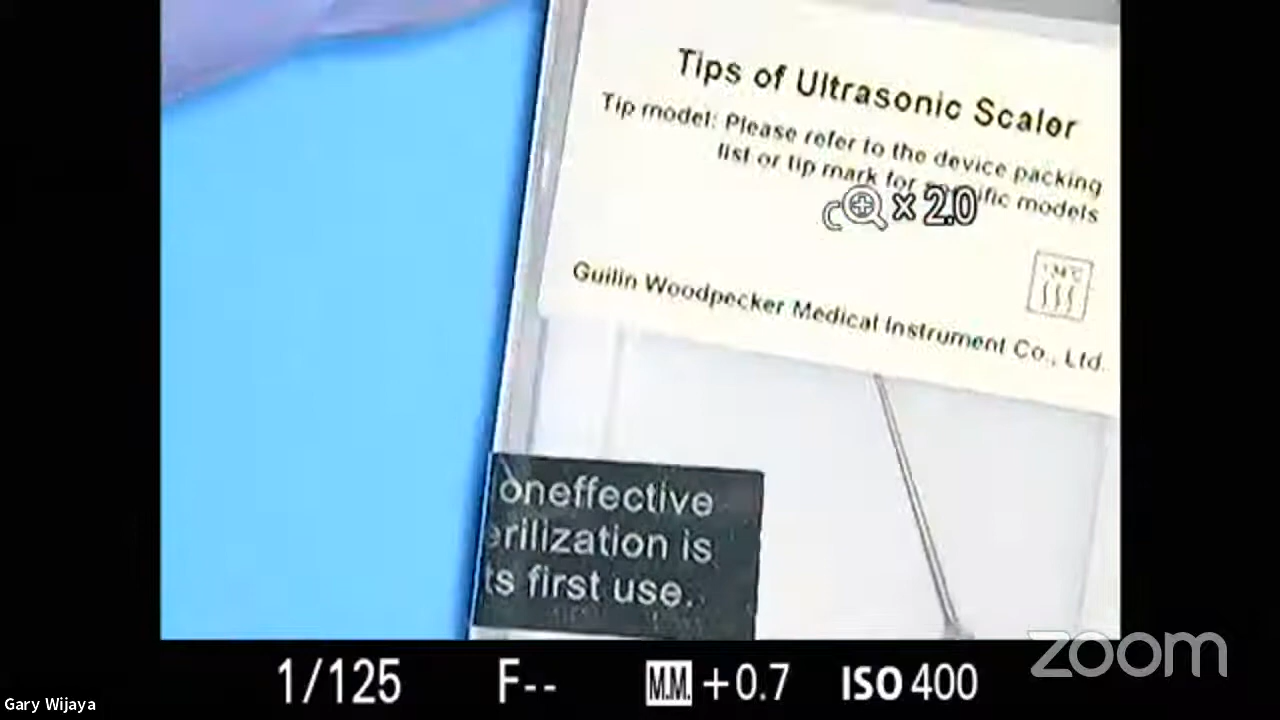 Tips of Ultrasonic Scaler
Tip model: Please refer to the device packing
list or tip mark for
models
× 2.0
Guilin Woodpecker Medical Instrument Co., Ltd.
oneffective
rilization is
ts first use.
zoom
1/125 F-- M.M. +0.7 ISO 400
Gary Wijaya